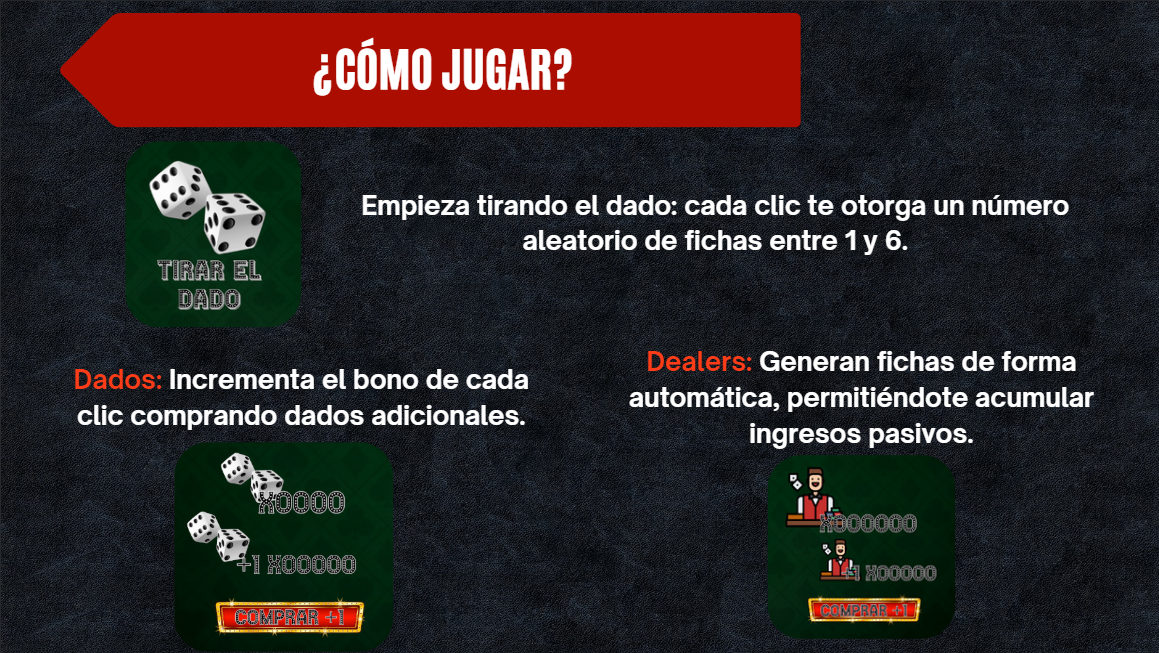 ¿CÓMO JUGAR?
Empieza tirando el dado: cada clic te otorga un número
aleatorio de fichas entre 1 y 6.
TIRAR EL
DADO
Dados: Incrementa el bono de cada
clic comprando dados adicionales.
X0000
+1 X00000
COMPRAR +1
Dealers: Generan fichas de forma
automática, permitiéndote acumular
ingresos pasivos.
X000000
+1 X00000
COMPRAR +1